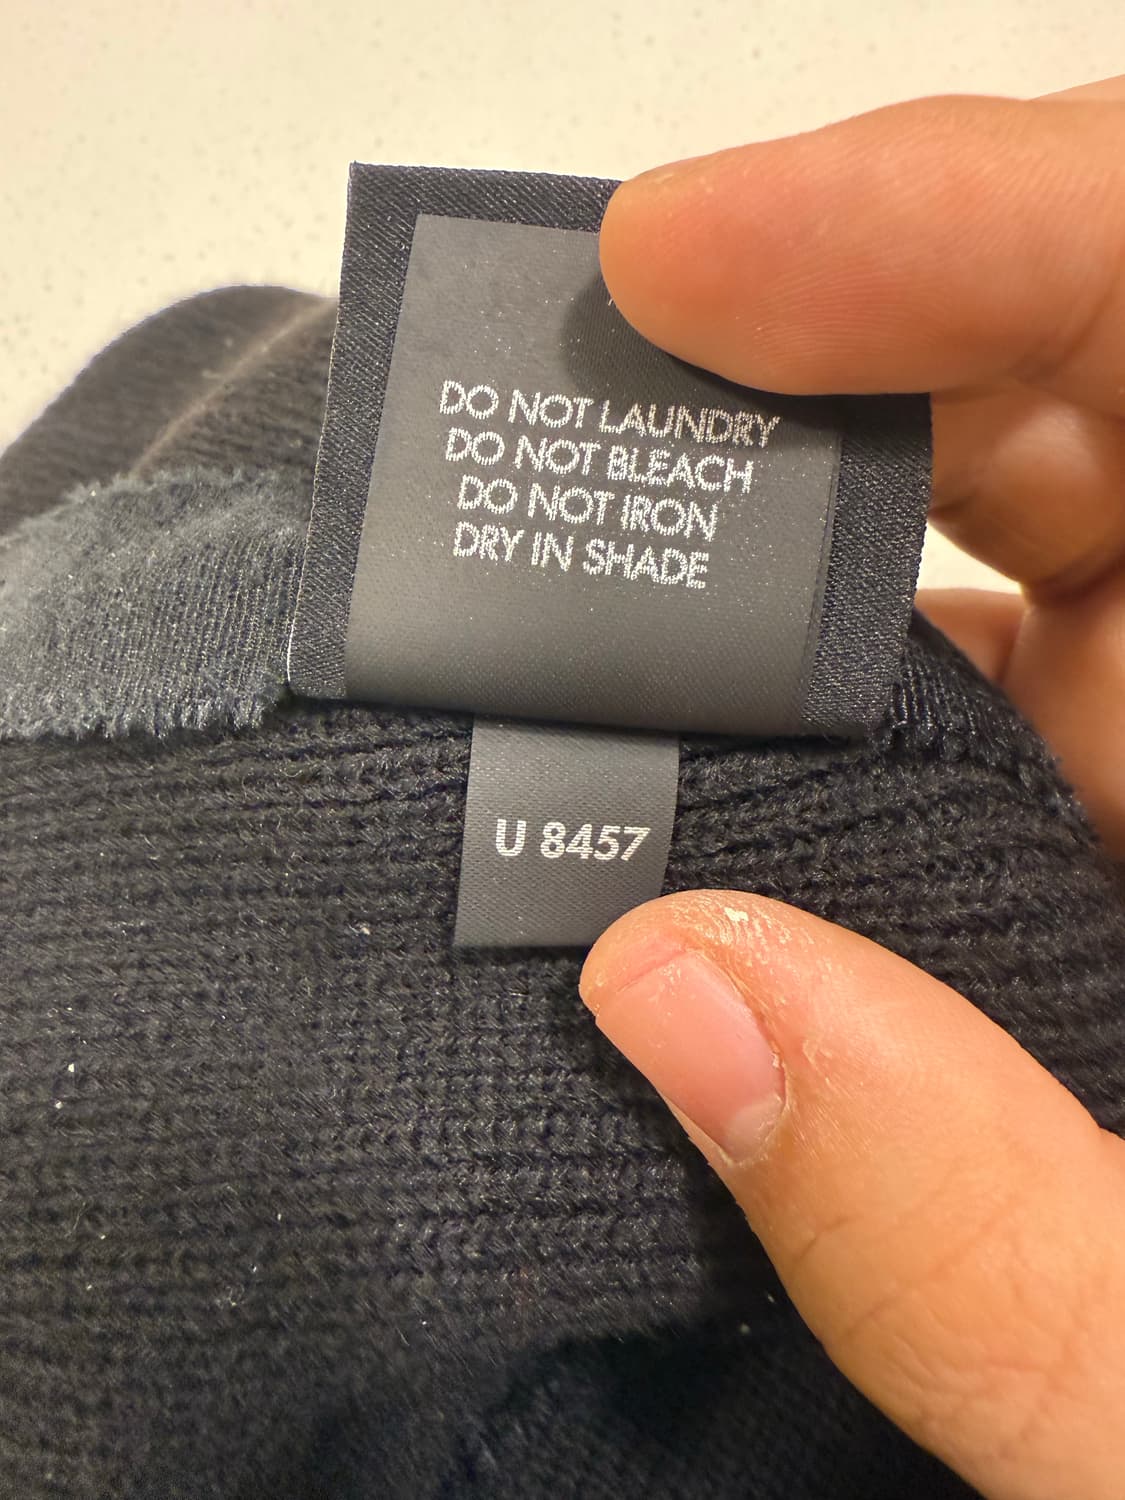 DO NOT LAUNDRY
DO NOT BLEACH
DO NOT IRON
DRY IN SHADE
U 8457